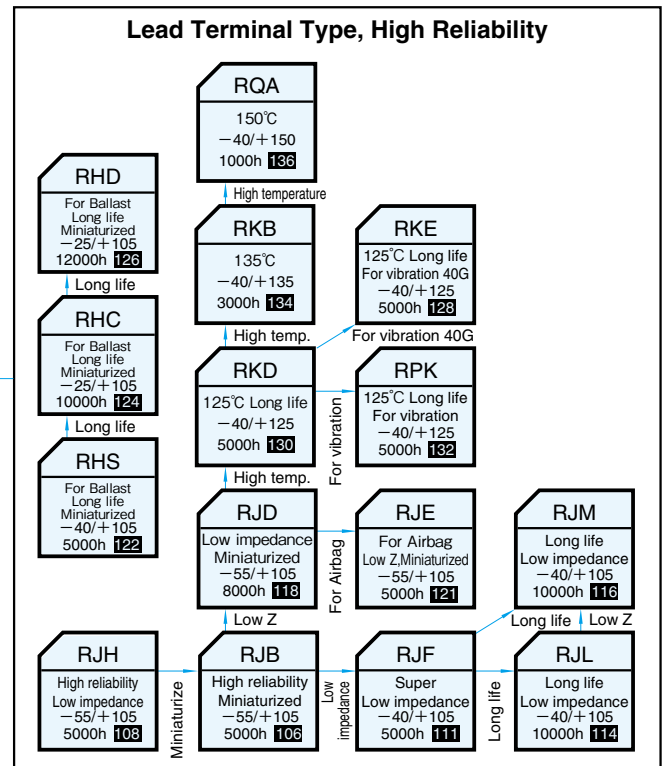 Lead Terminal Type, High Reliability
RQA
150℃
−40/+150
1000h 136
High temperature
RHD
For Ballast
Long life
Miniaturized
−25/+105
12000h 126
Long life
RKB
135℃
−40/+135
3000h 134
High temp.
RKE
125℃ Long life
For vibration 40G
−40/+125
5000h 128
For vibration 40G
RHC
For Ballast
Long life
Miniaturized
−25/+105
10000h 124
Long life
RKD
125℃ Long life
−40/+125
5000h 130
High temp.
For vibration
RPK
125℃ Long life
For vibration
−40/+125
5000h 132
RHS
For Ballast
Long life
Miniaturized
−40/+105
5000h 122
RJD
Low impedance
Miniaturized
−55/+105
8000h 118
Low Z
For Airbag
RJE
For Airbag
Low Z,Miniaturized
−55/+105
5000h 121
RJM
Long life
Low impedance
−40/+105
10000h 116
Long life
Low Z
RJH
High reliability
Low impedance
−55/+105
5000h 108
Miniaturize
RJB
High reliability
Miniaturized
−55/+105
5000h 106
Low
impedance
RJF
Super
Low impedance
−40/+105
5000h 111
Long life
RJL
Long life
Low impedance
−40/+105
10000h 114